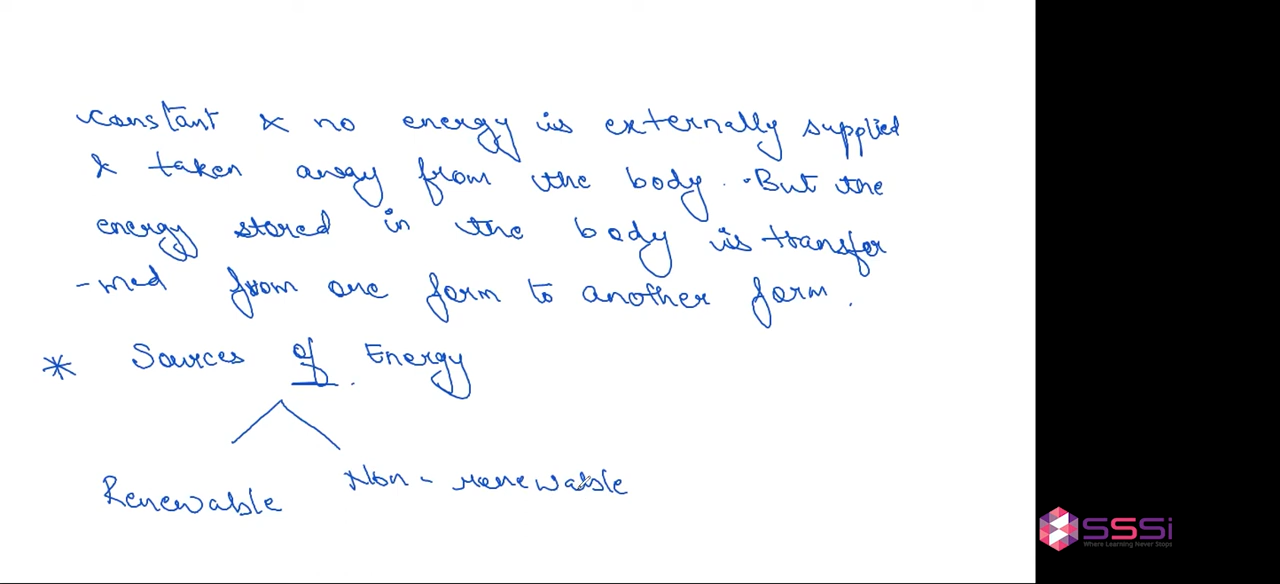 constant & no energy is externally supplied
& taken away from the body. But the
energy stored in the body is transfor
-med from one form to another form.
* Sources of Energy
Renewable
Non - renewable
SSSi
Where Learning Never Stops